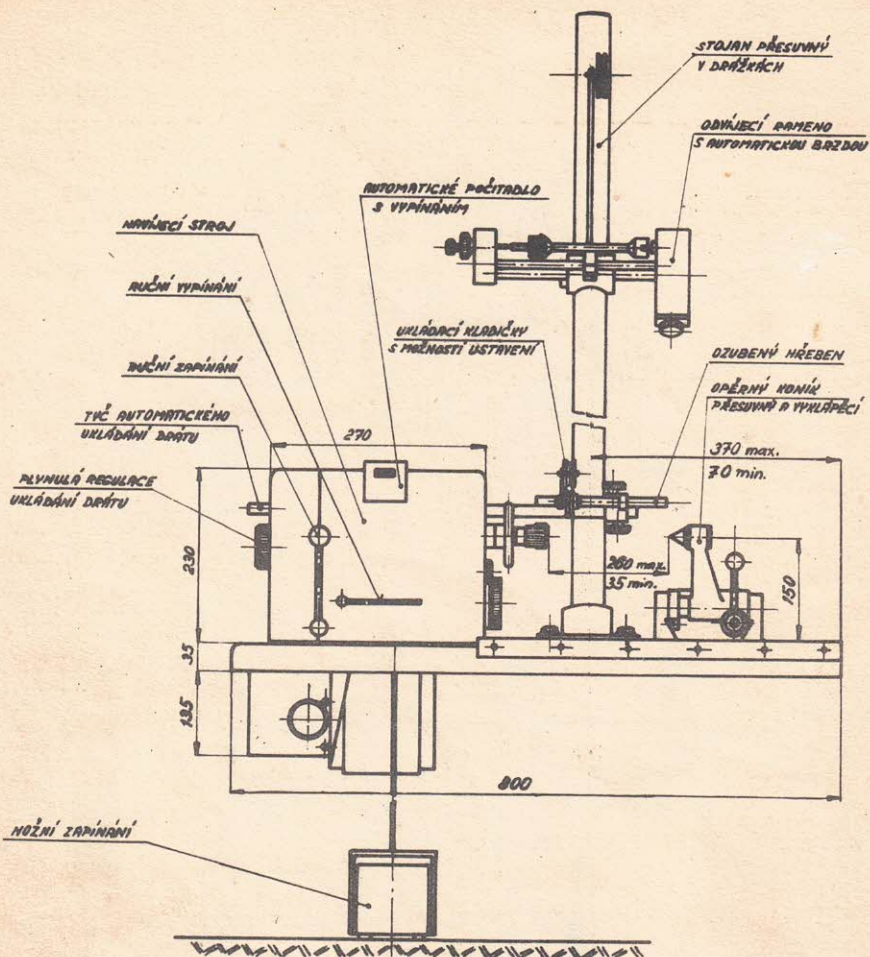 STOJAN PŘESUVNÝ
V DRÁŽKÁCH
ODVÍJECÍ RAMENO
S AUTOMATICKOU BRZDOU
AUTOMATICKÉ POČITADLO
S VYPÍNÁNÍM
NAVÍJECÍ STROJ
RUČNÍ VYPÍNÁNÍ
UKLÁDACÍ KLADIČKY
S MOŽNOSTÍ USTAVENÍ
OZUBENÝ HŘEBEN
RUČNÍ ZAPÍNÁNÍ
OPĚRNÝ KONÍK
PŘESUVNÝ A VYKLÁPĚCÍ
TYČ AUTOMATICKÉHO
UKLÁDÁNÍ DRÁTU
270
370 max.
70 min.
PLYNULÁ REGULACE
UKLÁDÁNÍ DRÁTU
230
260 max.
35 min.
150
35
135
800
NOŽNÍ ZAPÍNÁNÍ